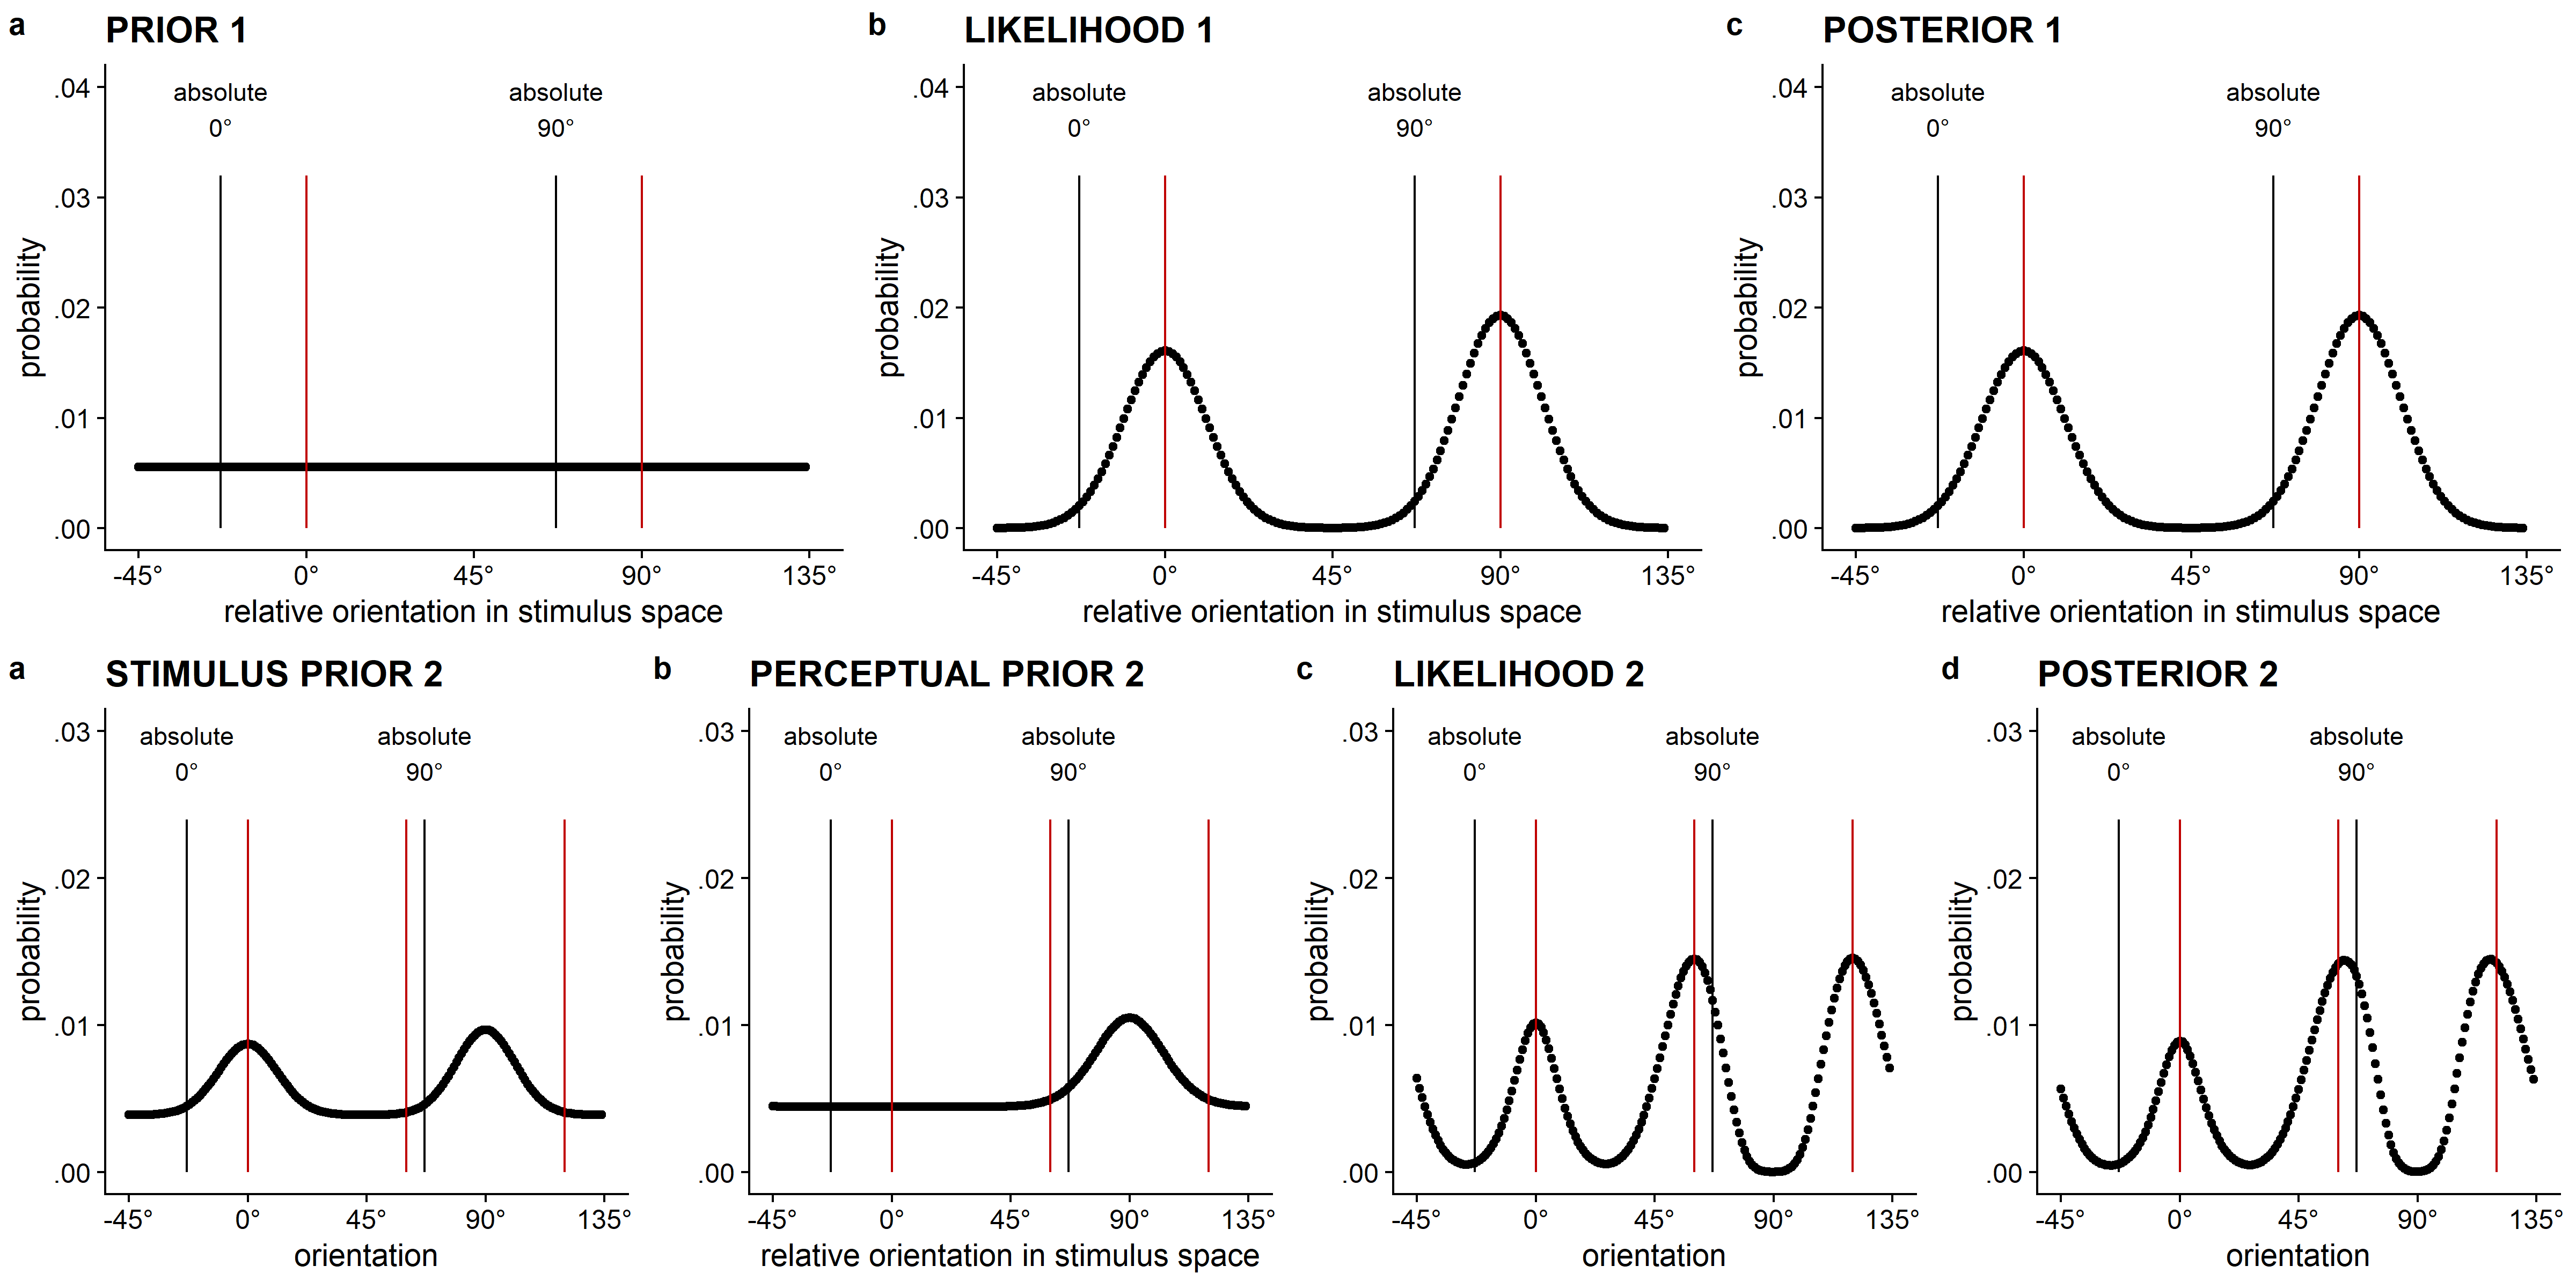 a PRIOR 1
absolute absolute
0° 90°
.04
.03
.02
.01
.00
probability
-45° 0° 45° 90° 135°
relative orientation in stimulus space
b LIKELIHOOD 1
absolute absolute
0° 90°
.04
.03
.02
.01
.00
probability
-45° 0° 45° 90° 135°
relative orientation in stimulus space
c POSTERIOR 1
absolute absolute
0° 90°
.04
.03
.02
.01
.00
probability
-45° 0° 45° 90° 135°
relative orientation in stimulus space
a STIMULUS PRIOR 2
absolute absolute
0° 90°
.03
.02
.01
.00
probability
-45° 0° 45° 90° 135°
orientation
b PERCEPTUAL PRIOR 2
absolute absolute
0° 90°
.03
.02
.01
.00
probability
-45° 0° 45° 90° 135°
relative orientation in stimulus space
c LIKELIHOOD 2
absolute absolute
0° 90°
.03
.02
.01
.00
probability
-45° 0° 45° 90° 135°
orientation
d POSTERIOR 2
absolute absolute
0° 90°
.03
.02
.01
.00
probability
-45° 0° 45° 90° 135°
orientation